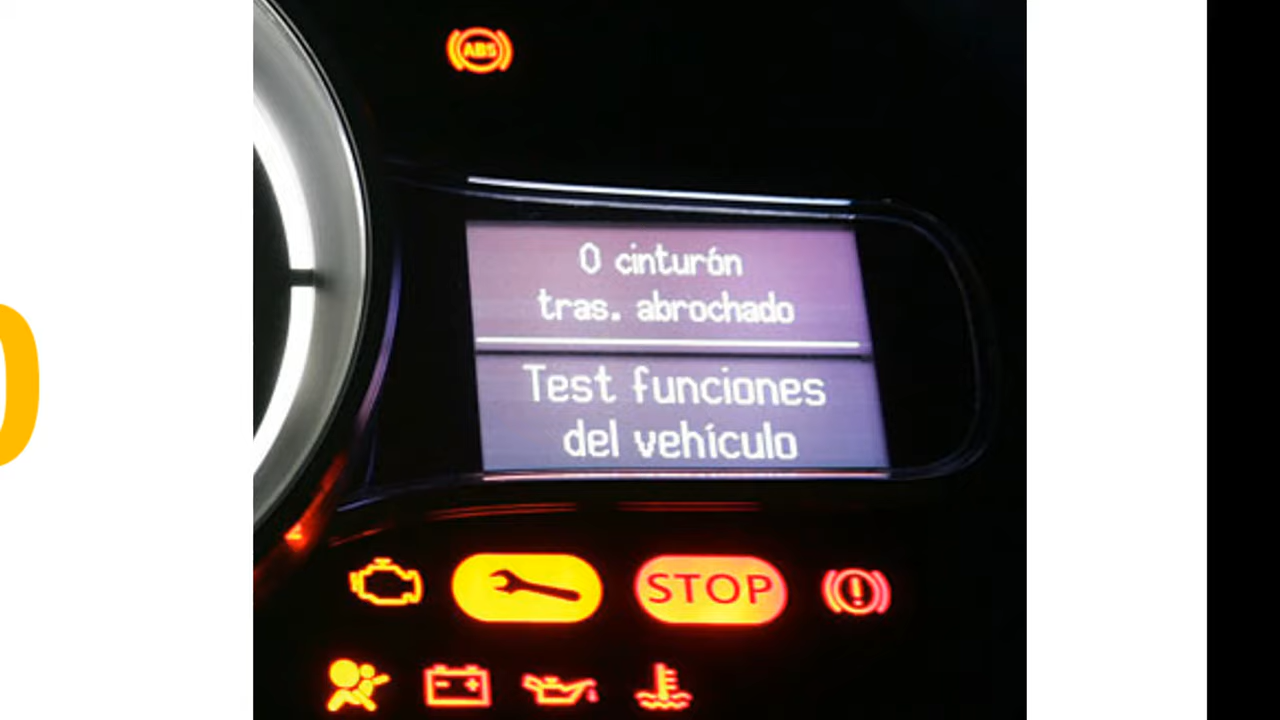 ABS
0 cinturón
tras. abrochado
Test funciones
del vehículo
STOP